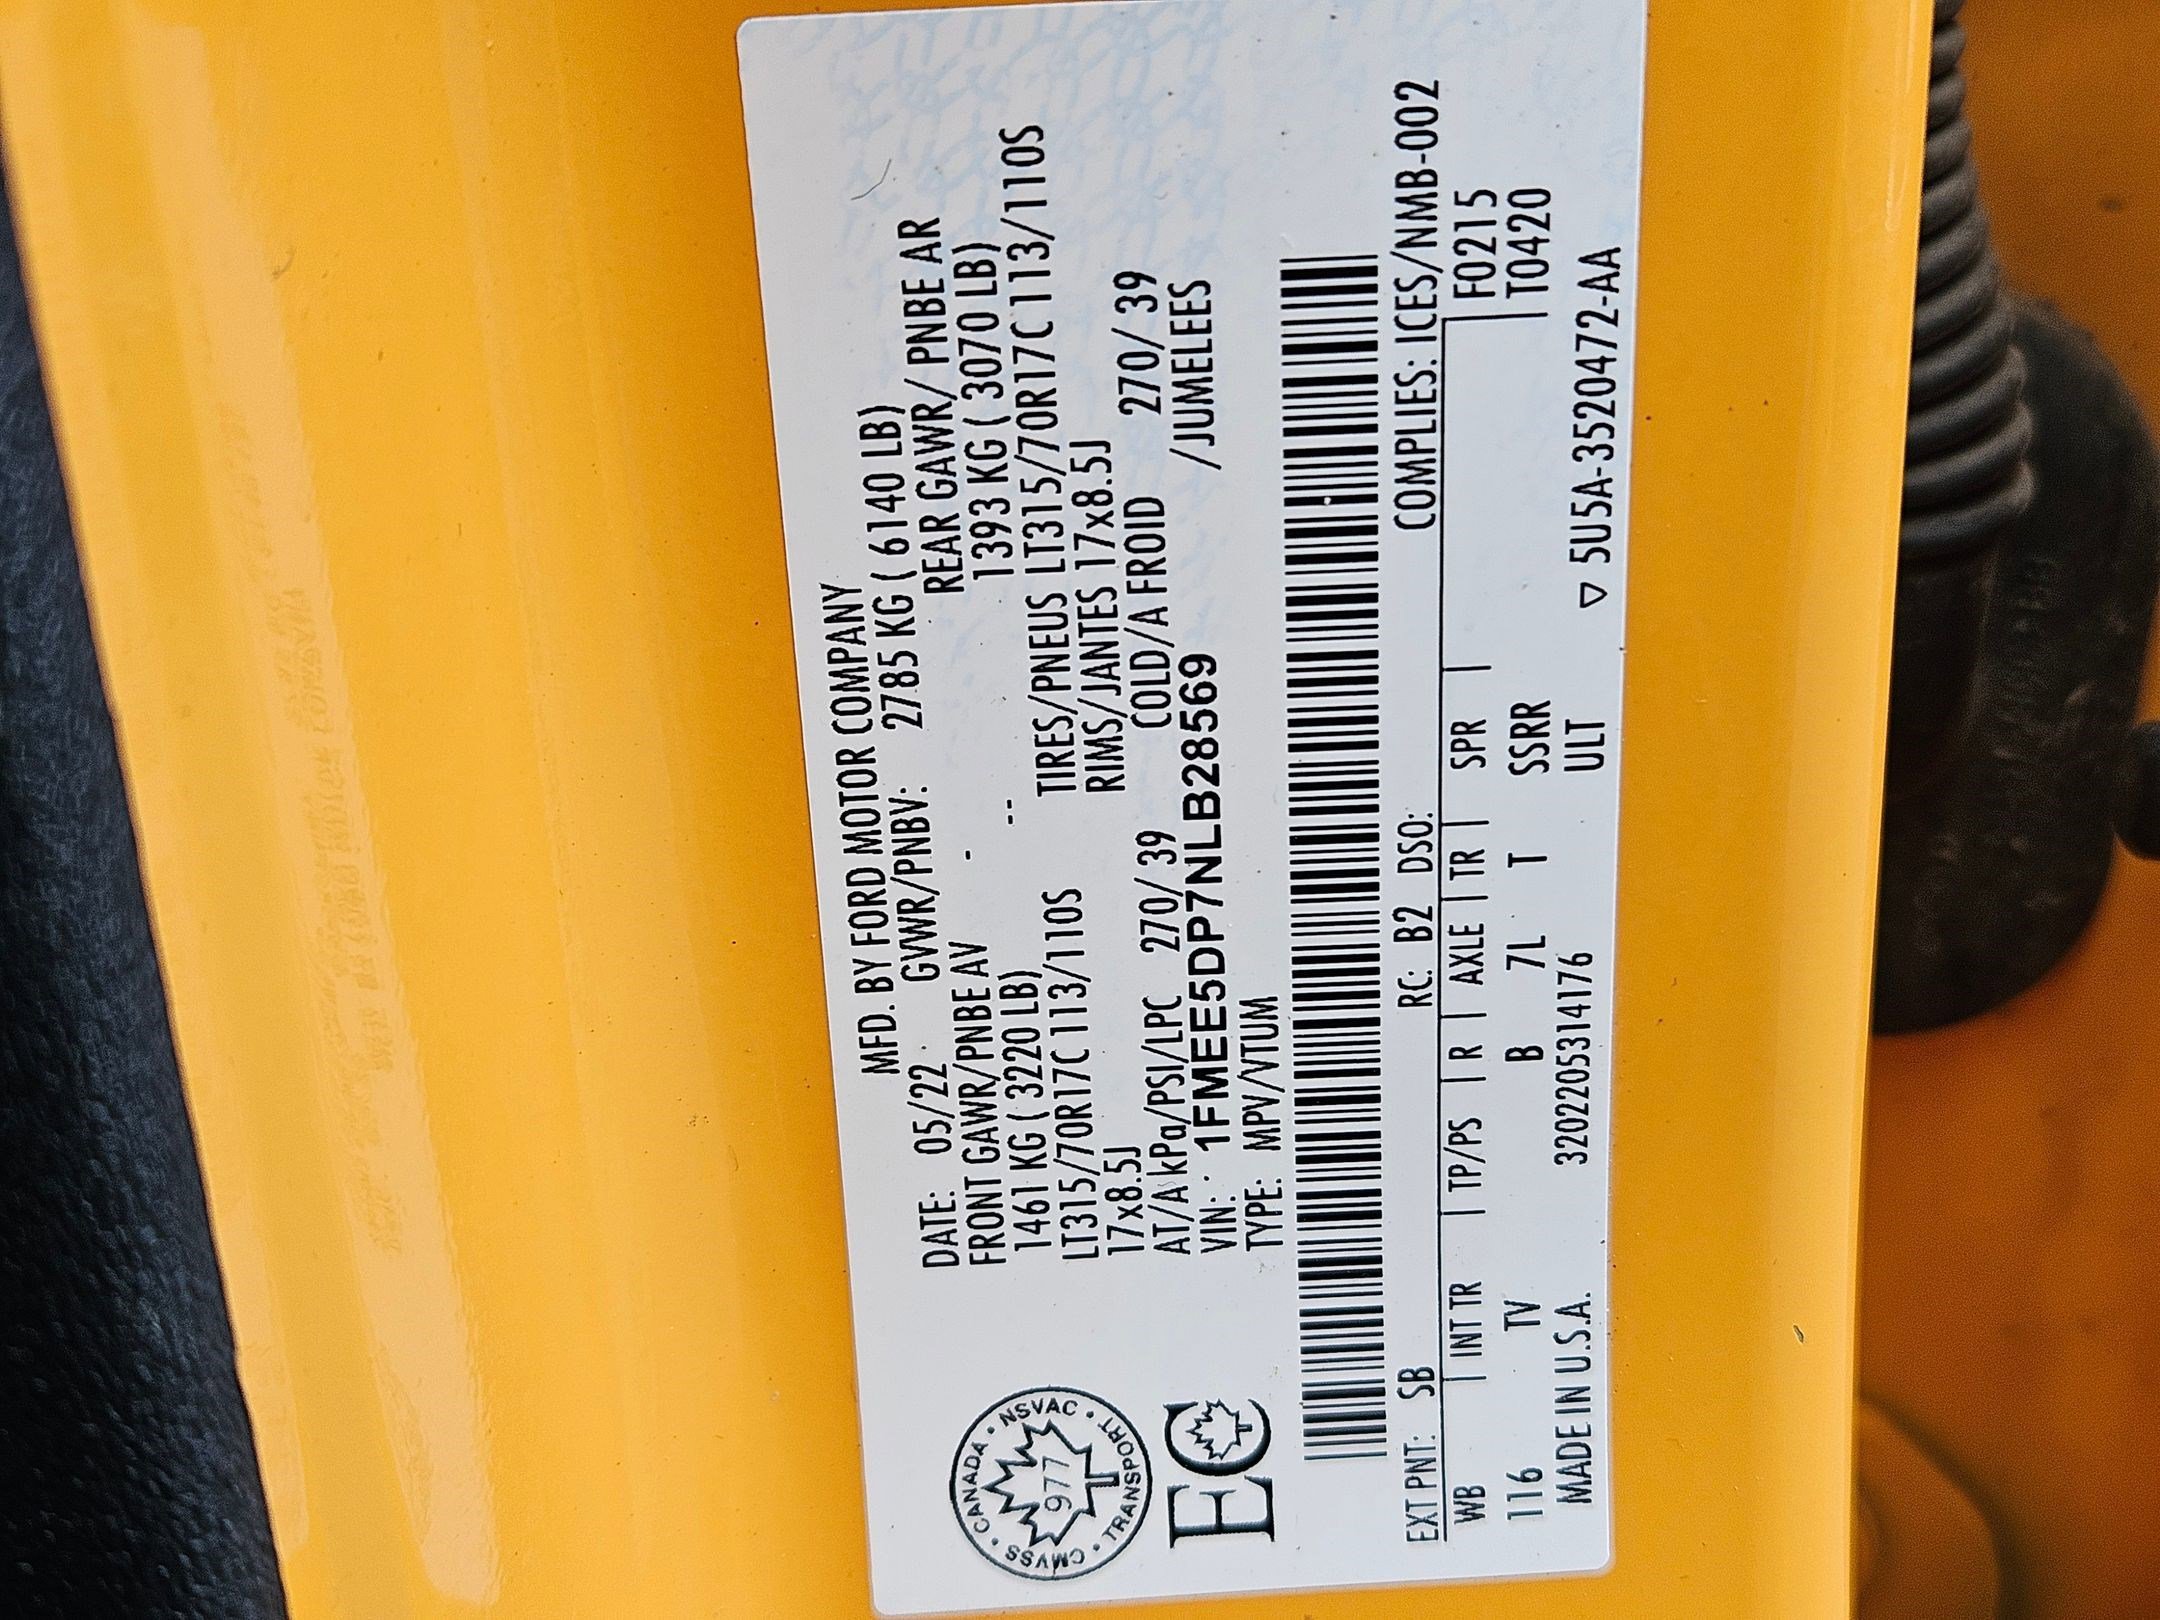 MFD. BY FORD MOTOR COMPANY
DATE: 05/22 GVWR/PNBV: 2785 KG ( 6140 LB)
FRONT GAWR/PNBE AV - REAR GAWR/ PNBE AR
1461 KG ( 3220 LB) -- 1393 KG ( 3070 LB)
LT315/70R17C 113/110S TIRES/PNEUS LT315/70R17C 113/110S
17x8.5J RIMS/JANTES 17x8.5J
AT/A kPa/PSI/LPC 270/ 39 COLD/A FROID 270/ 39
VIN: 1FMEE5DP7NLB28569 /JUMELEES
TYPE: MPV/VTUM
CANADA • NSVAC • TRANSPORT • CMVSS •
977
EC
EXT PNT: SB RC: B2 DSO: COMPLIES: ICES/NMB-002
WB | INT TR | TP/PS | R | AXLE | TR | SPR | F0215
116 TV B 7L T SSRR T0420
MADE IN U.S.A. 3202205314176 ULT ▽ 5U5A-3520472-AA